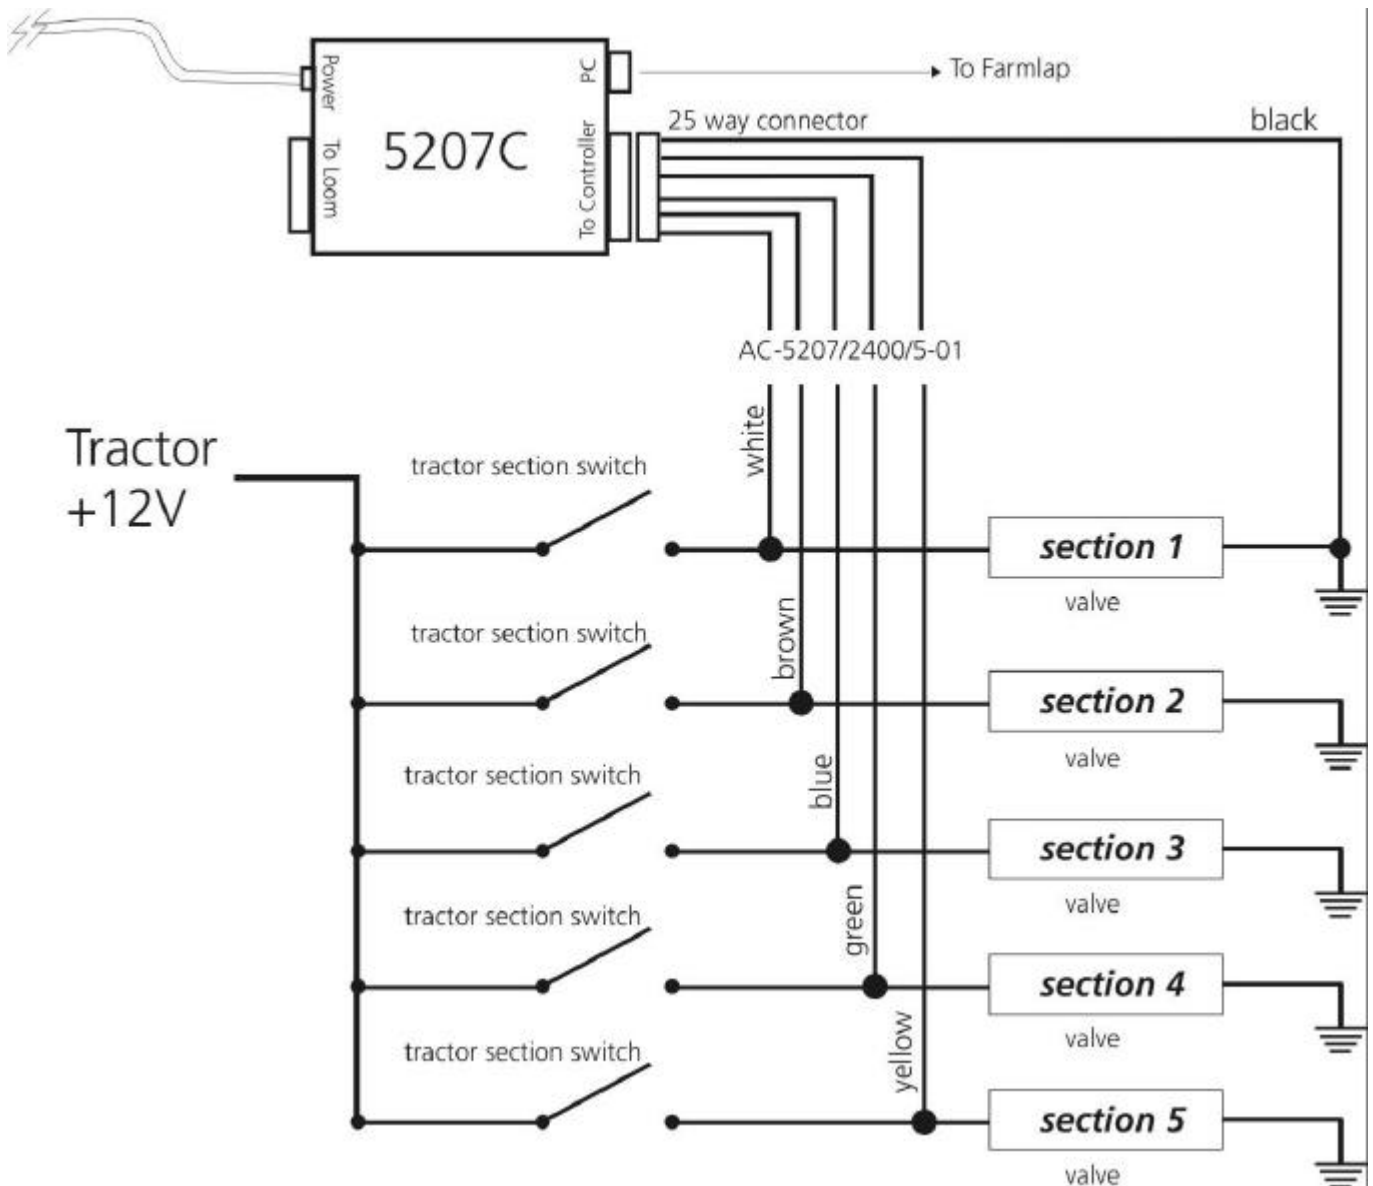 Power
PC
To Farmlap
5207C
To Loom
To Controller
25 way connector
black
AC-5207/2400/5-01
Tractor
+12V
tractor section switch
white
section 1
valve
tractor section switch
brown
section 2
valve
tractor section switch
blue
section 3
valve
tractor section switch
green
section 4
valve
tractor section switch
yellow
section 5
valve